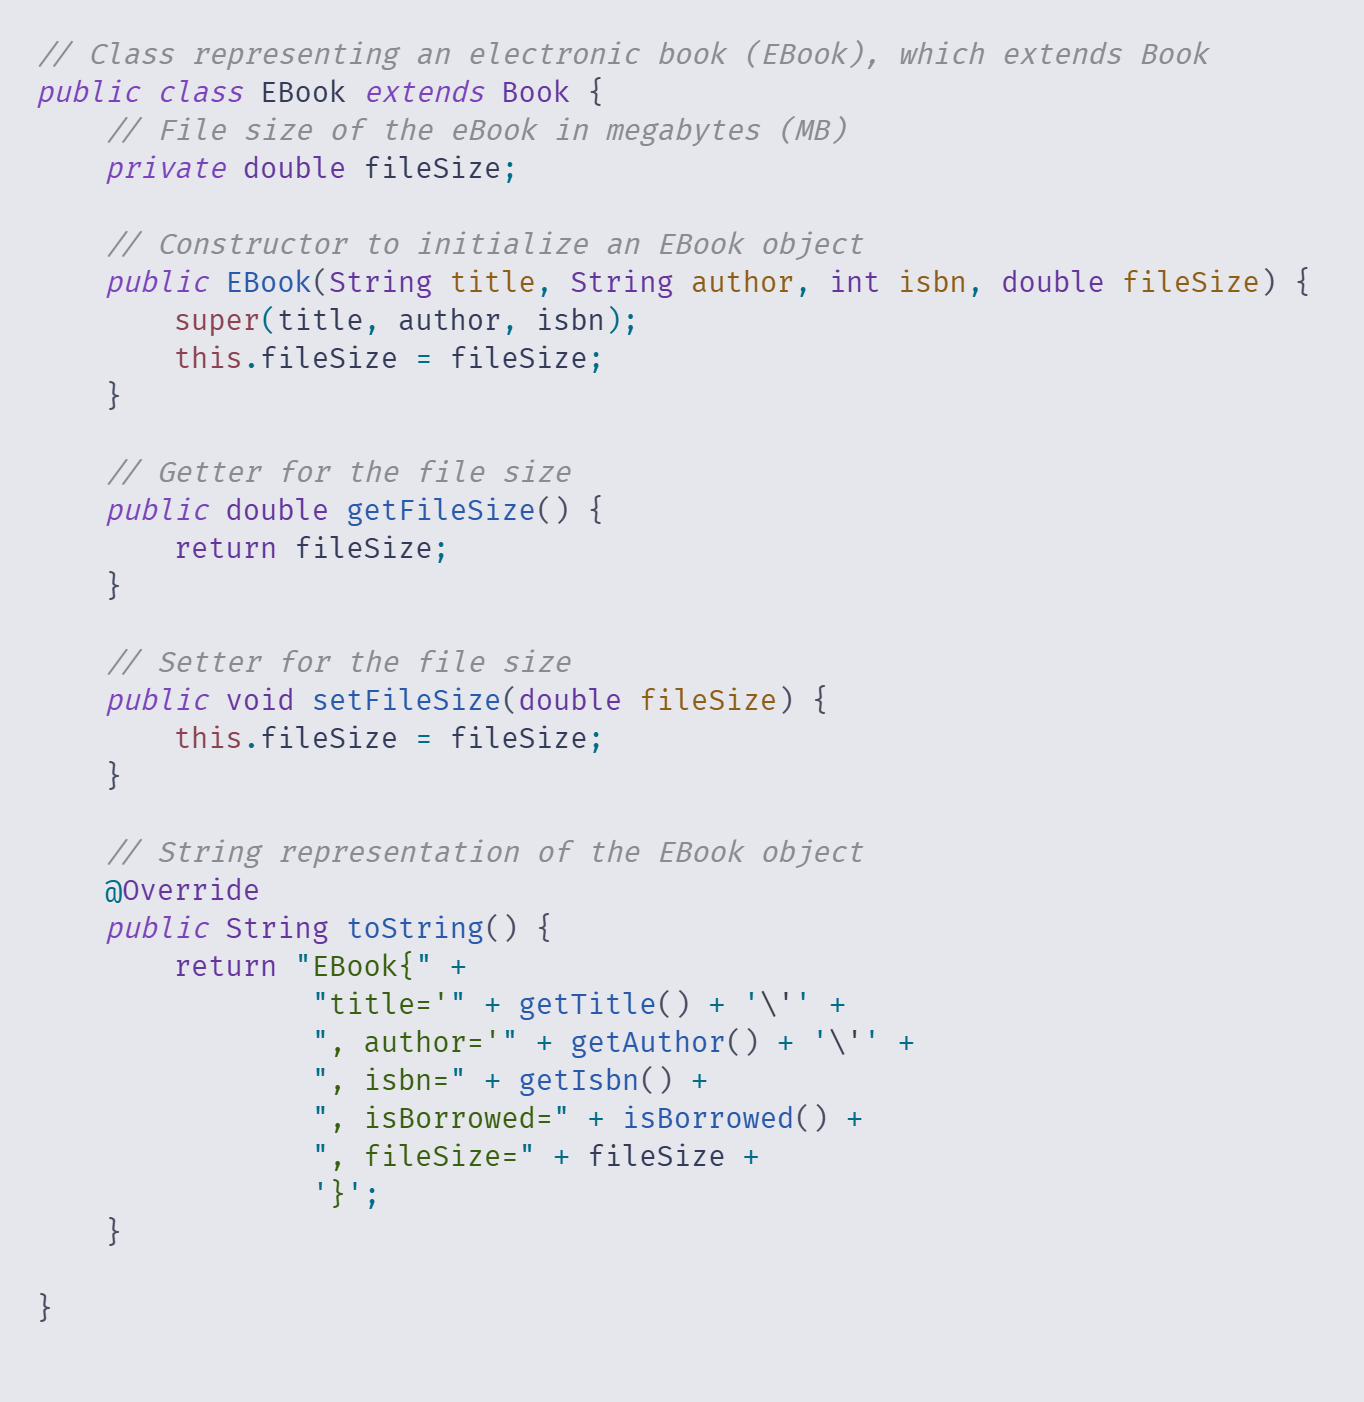 // Class representing an electronic book (EBook), which extends Book
public class EBook extends Book {
    // File size of the eBook in megabytes (MB)
    private double fileSize;

    // Constructor to initialize an EBook object
    public EBook(String title, String author, int isbn, double fileSize) {
        super(title, author, isbn);
        this.fileSize = fileSize;
    }

    // Getter for the file size
    public double getFileSize() {
        return fileSize;
    }

    // Setter for the file size
    public void setFileSize(double fileSize) {
        this.fileSize = fileSize;
    }

    // String representation of the EBook object
    @Override
    public String toString() {
        return "EBook{" +
                "title='" + getTitle() + '\'' +
                ", author='" + getAuthor() + '\'' +
                ", isbn=" + getIsbn() +
                ", isBorrowed=" + isBorrowed() +
                ", fileSize=" + fileSize +
                '}';
    }

}